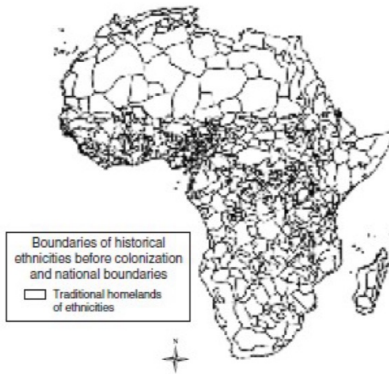 Boundaries of historical
ethnicities before colonization
and national boundaries
Traditional homelands
of ethnicities
N